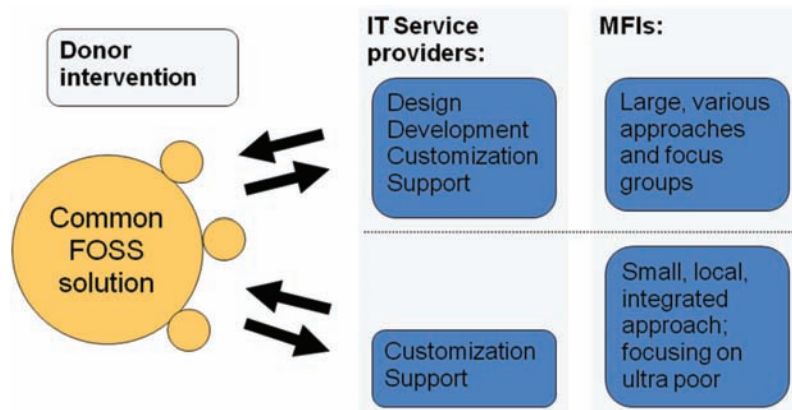 Donor
intervention
Common
FOSS
solution
IT Service
providers:
Design
Development
Customization
Support
Customization
Support
MFIs:
Large, various
approaches
and focus
groups
Small, local,
integrated
approach;
focusing on
ultra poor